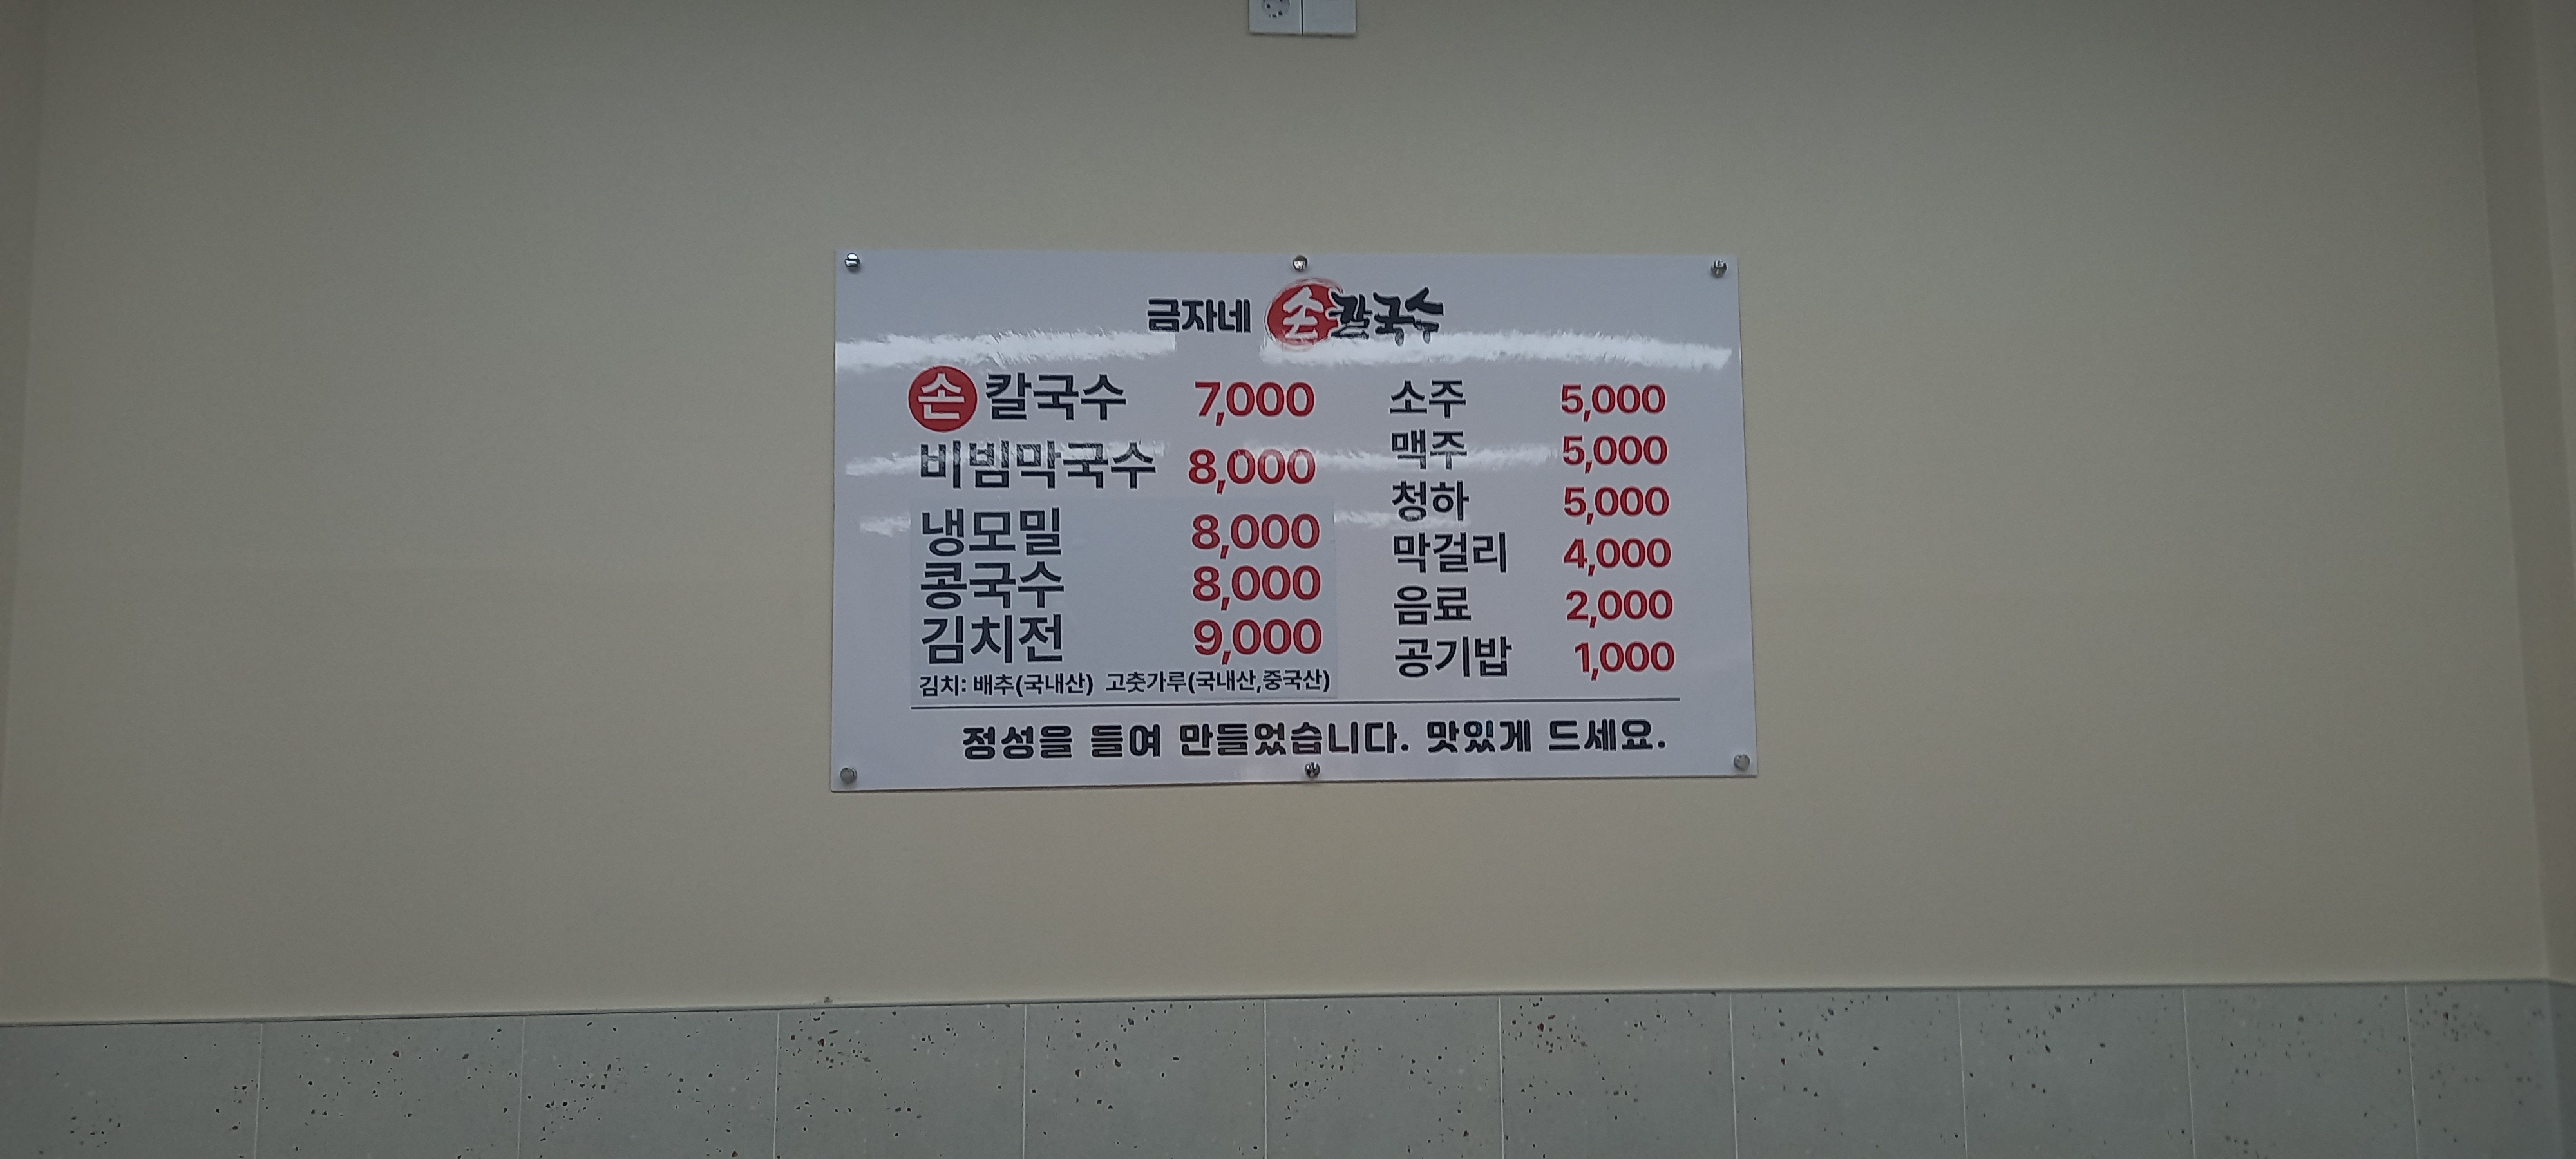 금자네 손칼국수
손칼국수 7,000
비빔막국수 8,000
냉모밀 8,000
콩국수 8,000
김치전 9,000
김치: 배추(국내산) 고춧가루(국내산,중국산)
소주 5,000
맥주 5,000
청하 5,000
막걸리 4,000
음료 2,000
공기밥 1,000
정성을 들여 만들었습니다. 맛있게 드세요.